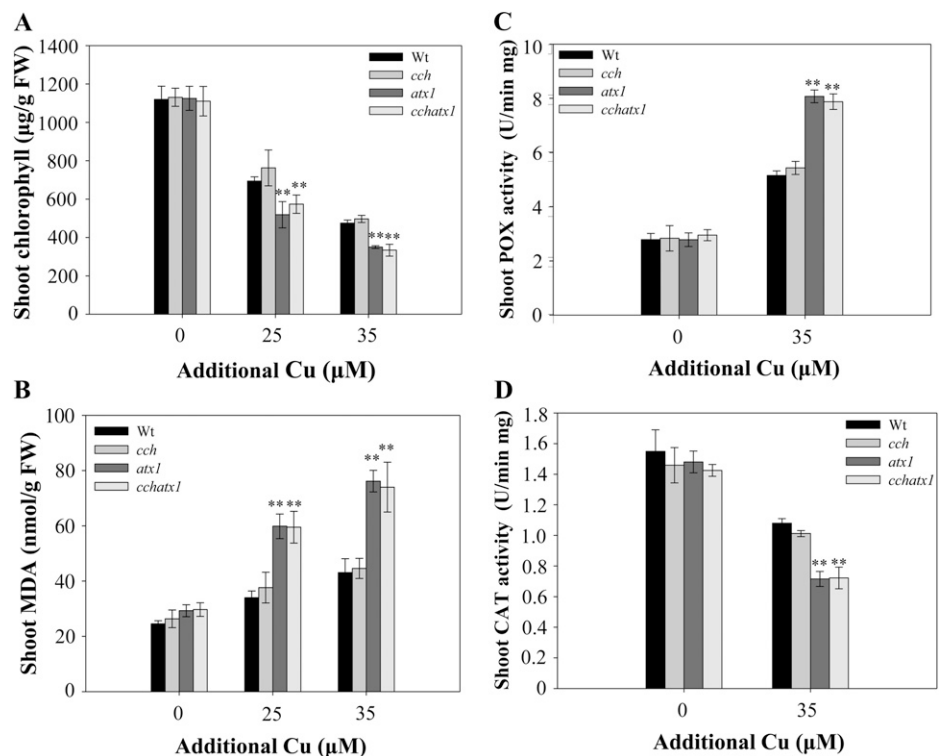 A
Shoot chlorophyll (µg/g FW)
1400
1200
1000
800
600
400
200
0
Wt
cch
atx1
cchatx1
** **
** **
0 25 35
Additional Cu (µM)
C
Shoot POX activity (U/min mg)
10
8
6
4
2
0
Wt
cch
atx1
cchatx1
** **
0 35
Additional Cu (µM)
B
Shoot MDA (nmol/g FW)
100
80
60
40
20
0
Wt
cch
atx1
cchatx1
** **
** **
0 25 35
Additional Cu (µM)
D
Shoot CAT activity (U/min mg)
1.8
1.6
1.4
1.2
1.0
0.8
0.6
0.4
0.2
0
Wt
cch
atx1
cchatx1
** **
0 35
Additional Cu (µM)